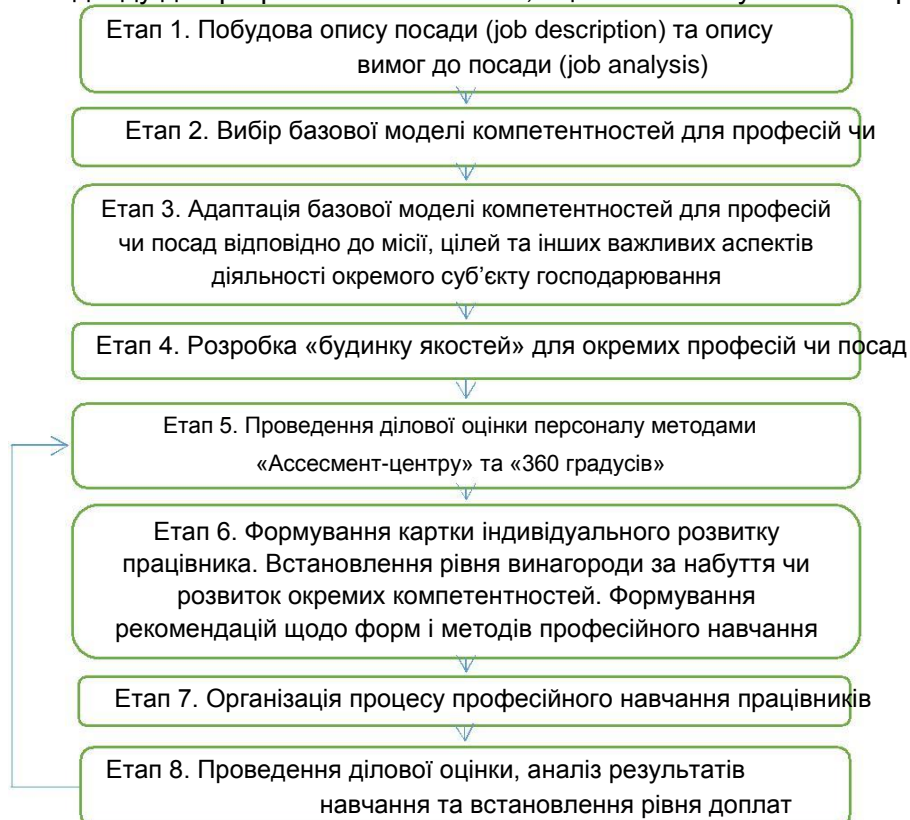 Етап 1. Побудова опису посади (job description) та опису
вимог до посади (job analysis)
Етап 2. Вибір базової моделі компетентностей для професій чи
Етап 3. Адаптація базової моделі компетентностей для професій
чи посад відповідно до місії, цілей та інших важливих аспектів
діяльності окремого суб’єкту господарювання
Етап 4. Розробка «будинку якостей» для окремих професій чи посад
Етап 5. Проведення ділової оцінки персоналу методами
«Ассесмент-центру» та «360 градусів»
Етап 6. Формування картки індивідуального розвитку
працівника. Встановлення рівня винагороди за набуття чи
розвиток окремих компетентностей. Формування
рекомендацій щодо форм і методів професійного навчання
Етап 7. Організація процесу професійного навчання працівників
Етап 8. Проведення ділової оцінки, аналіз результатів
навчання та встановлення рівня доплат